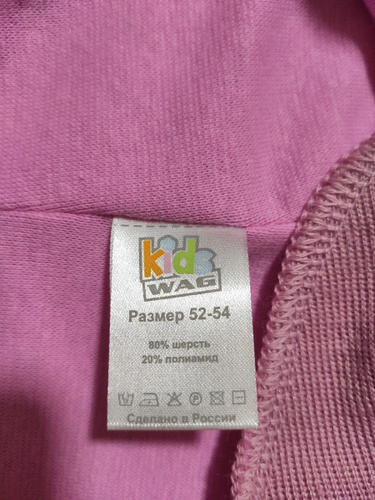 kids
WAG
Размер 52-54
80% шерсть
20% полиамид
Сделано в России